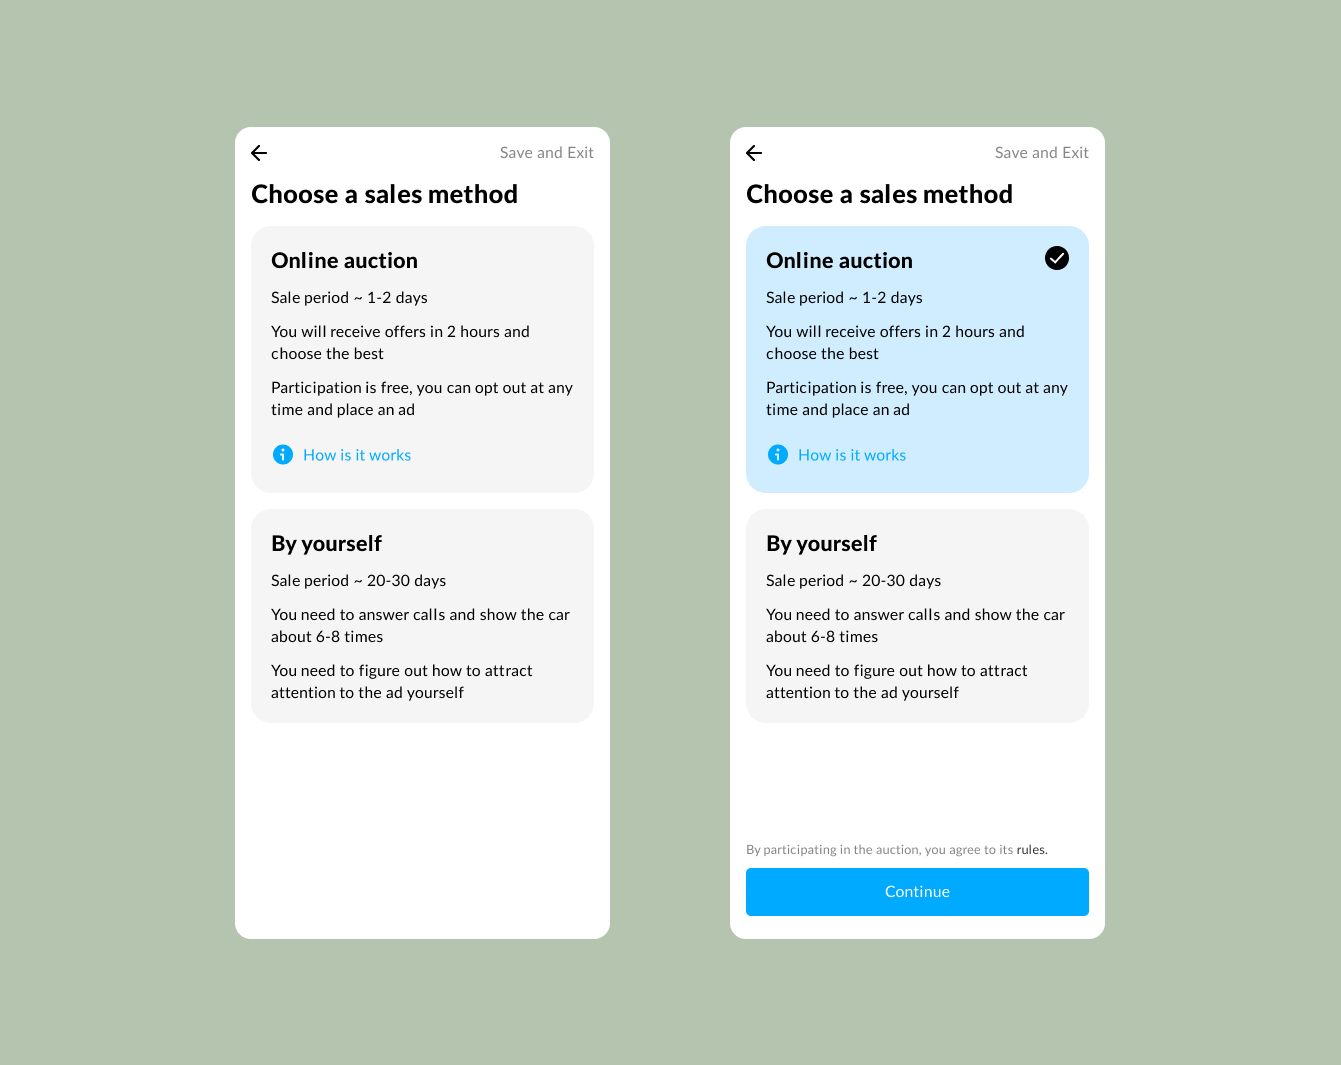 Save and Exit
Choose a sales method
Online auction
Sale period ~ 1-2 days
You will receive offers in 2 hours and
choose the best
Participation is free, you can opt out at any
time and place an ad
How is it works
By yourself
Sale period ~ 20-30 days
You need to answer calls and show the car
about 6-8 times
You need to figure out how to attract
attention to the ad yourself
Save and Exit
Choose a sales method
Online auction
Sale period ~ 1-2 days
You will receive offers in 2 hours and
choose the best
Participation is free, you can opt out at any
time and place an ad
How is it works
By yourself
Sale period ~ 20-30 days
You need to answer calls and show the car
about 6-8 times
You need to figure out how to attract
attention to the ad yourself
By participating in the auction, you agree to its rules.
Continue